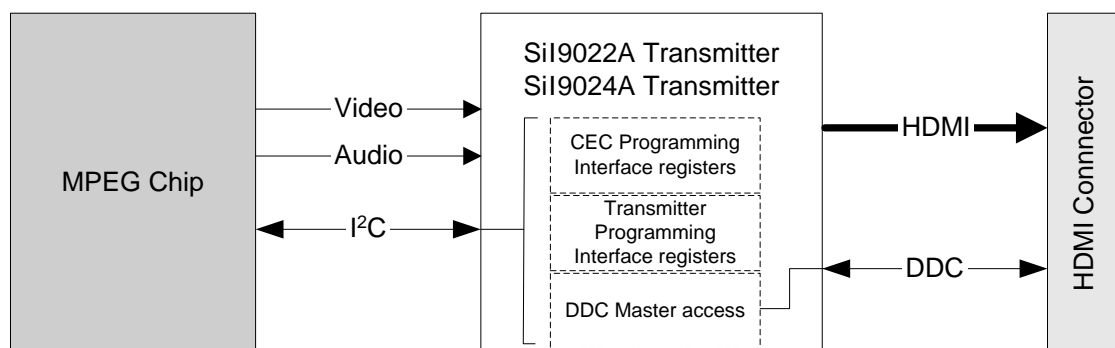 MPEG Chip
Video
Audio
I²C
SiI9022A Transmitter
SiI9024A Transmitter
CEC Programming
Interface registers
Transmitter
Programming
Interface registers
DDC Master access
HDMI
DDC
HDMI Connnector